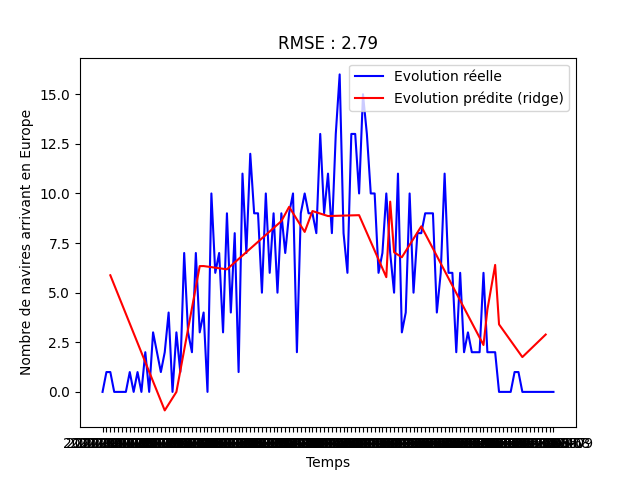 RMSE : 2.79
Evolution réelle
Evolution prédite (ridge)
Nombre de navires arrivant en Europe
15.0
12.5
10.0
7.5
5.0
2.5
0.0
Temps